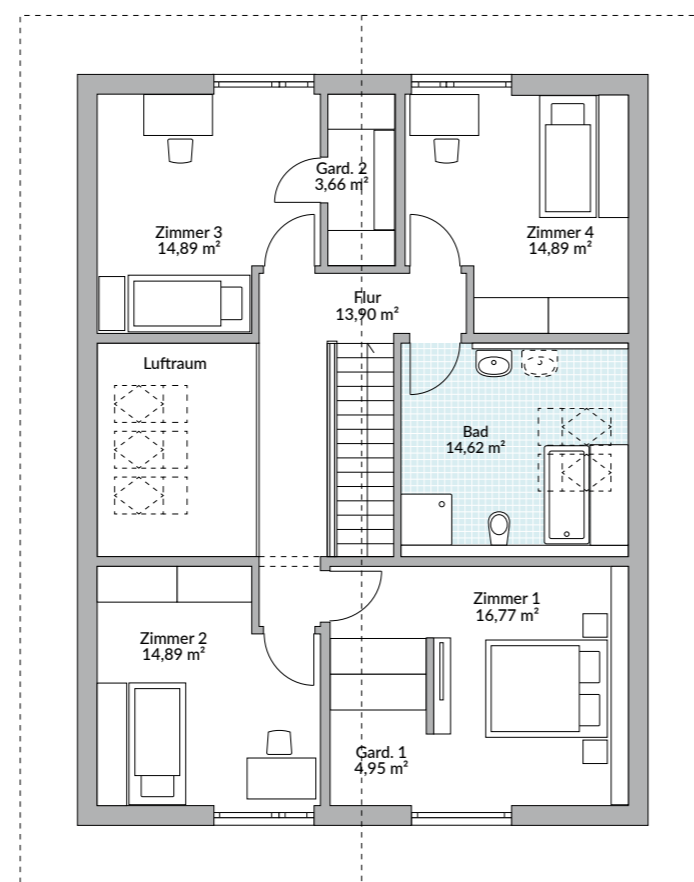 Gard. 2
3,66 m²
Zimmer 3
14,89 m²
Zimmer 4
14,89 m²
Flur
13,90 m²
Luftraum
Bad
14,62 m²
Zimmer 1
16,77 m²
Zimmer 2
14,89 m²
Gard. 1
4,95 m²